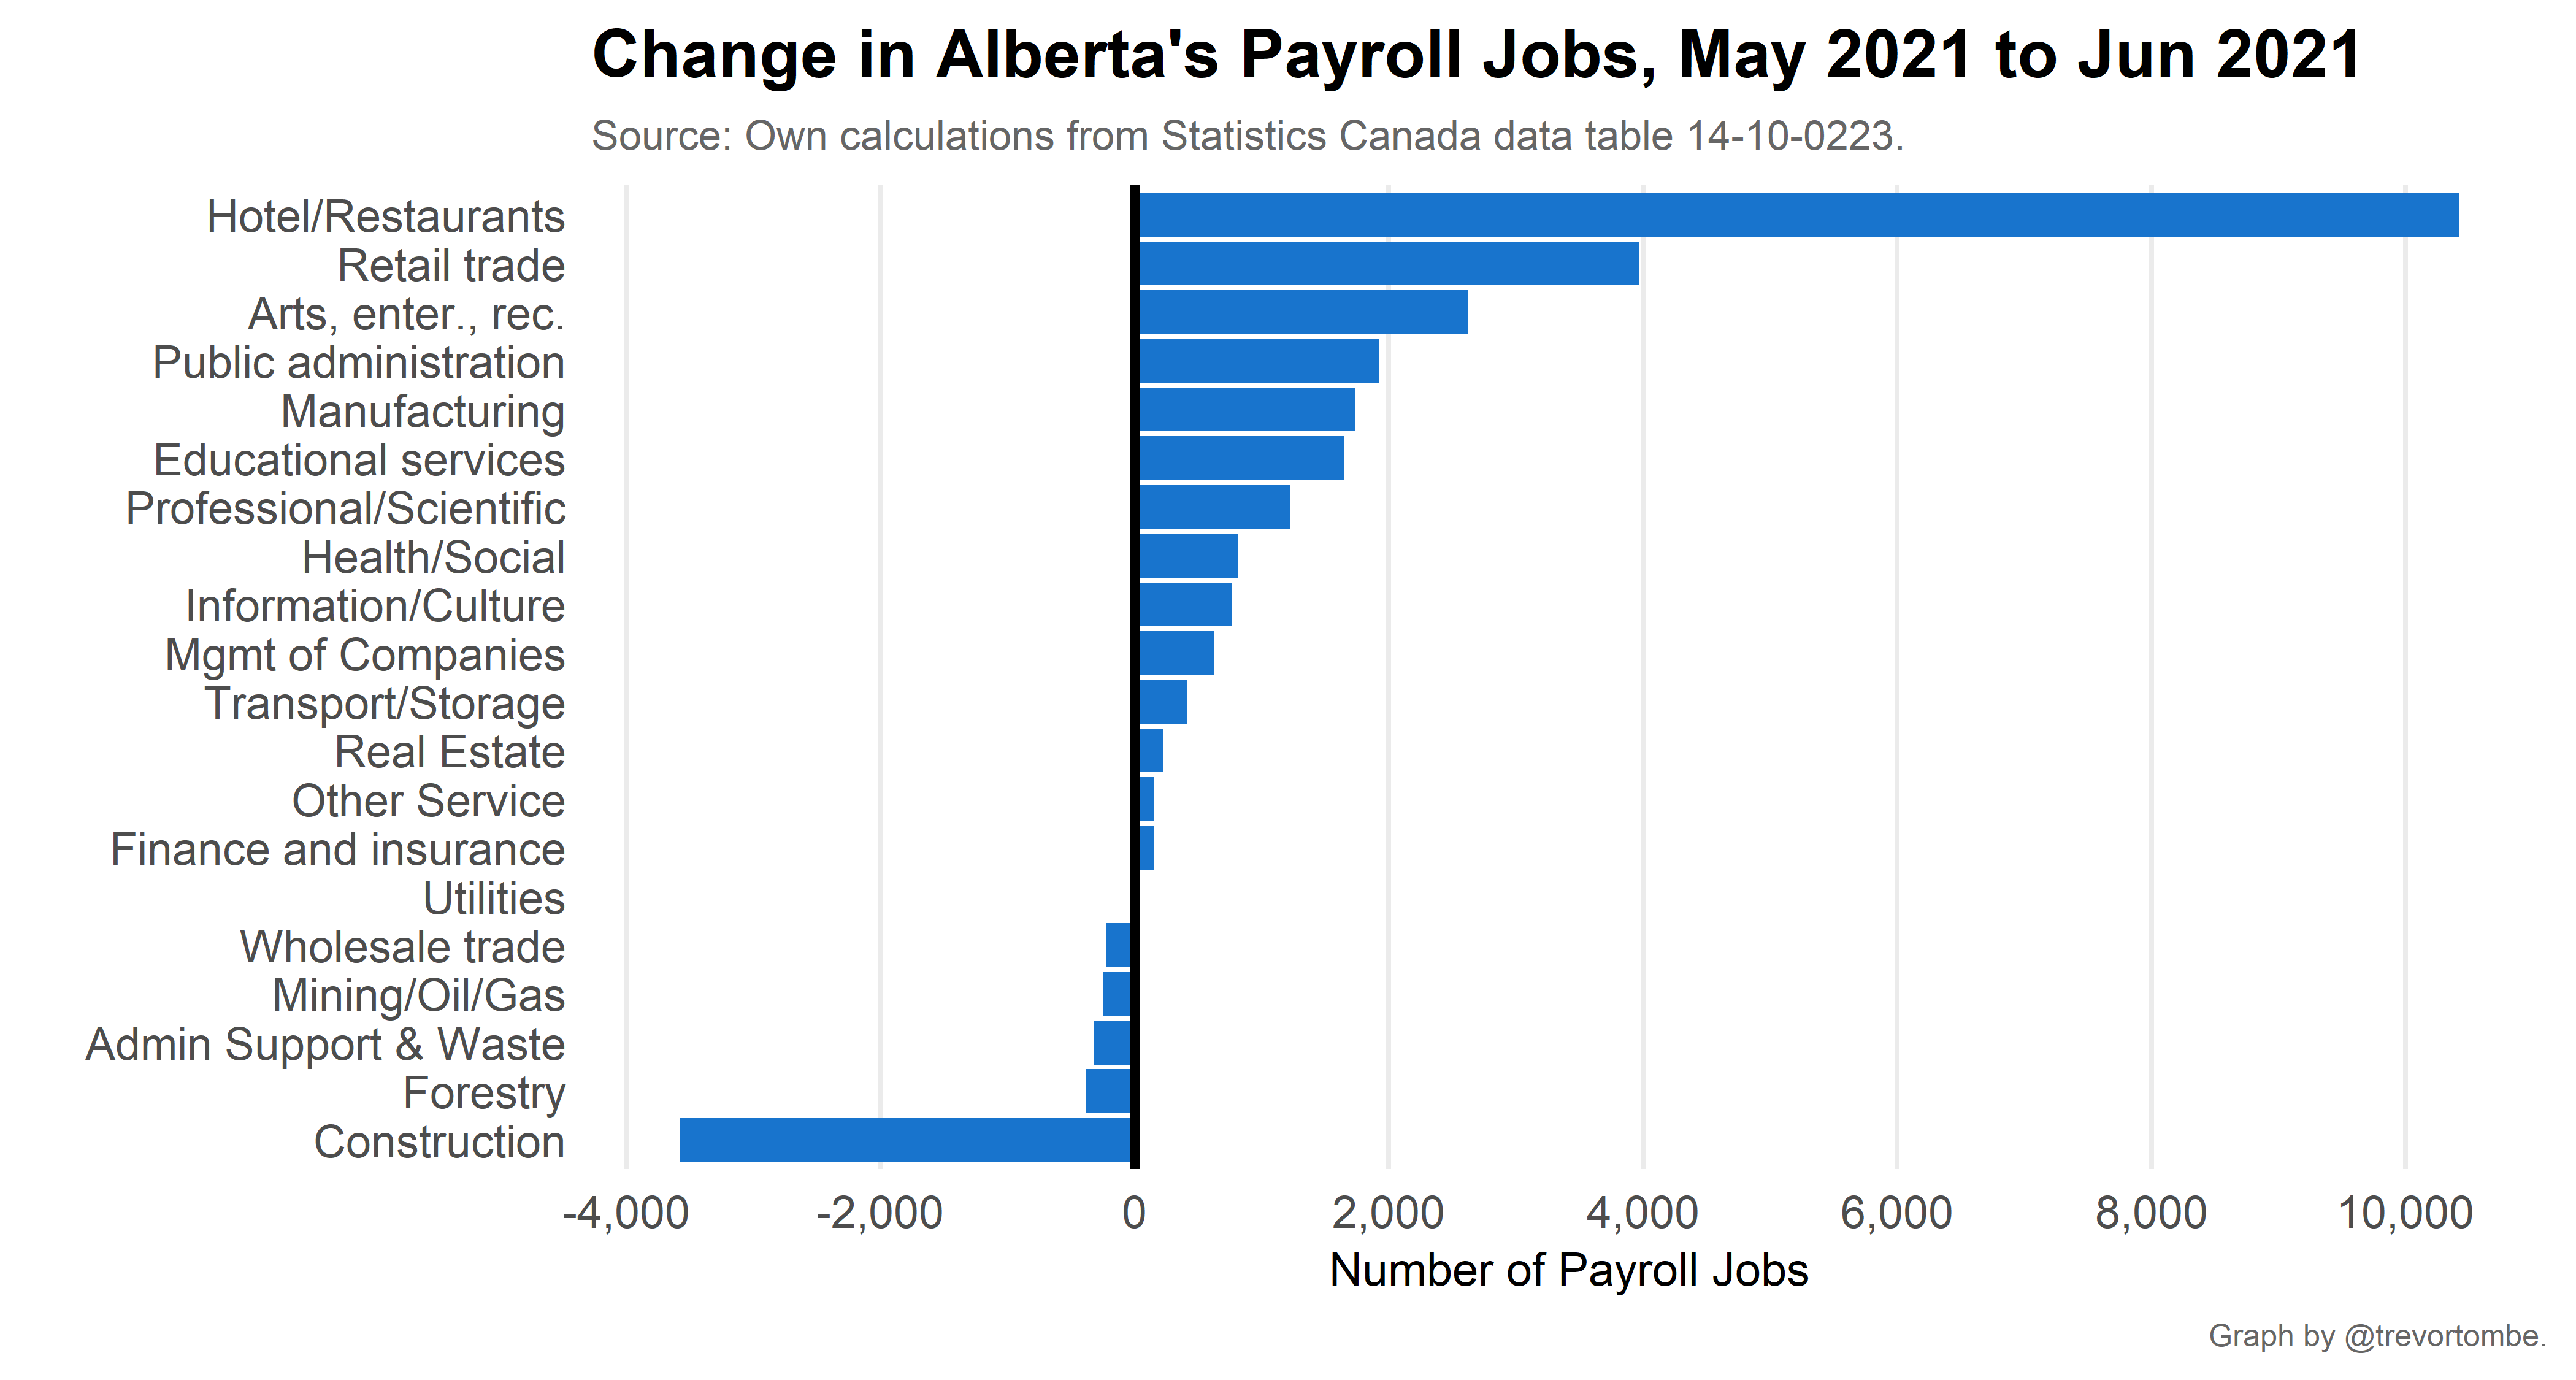 Change in Alberta's Payroll Jobs, May 2021 to Jun 2021
Source: Own calculations from Statistics Canada data table 14-10-0223.
Hotel/Restaurants
Retail trade
Arts, enter., rec.
Public administration
Manufacturing
Educational services
Professional/Scientific
Health/Social
Information/Culture
Mgmt of Companies
Transport/Storage
Real Estate
Other Service
Finance and insurance
Utilities
Wholesale trade
Mining/Oil/Gas
Admin Support & Waste
Forestry
Construction
-4,000 -2,000 0 2,000 4,000 6,000 8,000 10,000
Number of Payroll Jobs
Graph by @trevortombe.